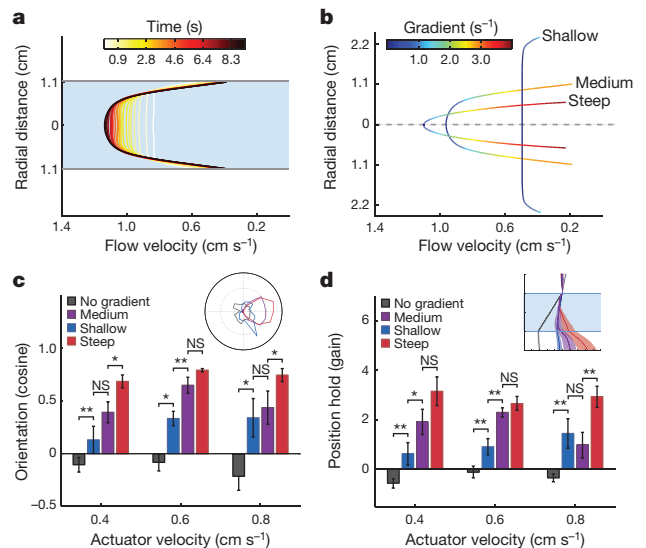 a
Time (s)
0.9 2.8 4.6 6.4 8.3
Radial distance (cm)
1.1
0
1.1
1.4 1.0 0.6 0.2
Flow velocity (cm s⁻¹)
b
Gradient (s⁻¹)
1.0 2.0 3.0
Radial distance (cm)
2.2
1.1
0
1.1
2.2
Shallow
Medium
Steep
1.4 1.0 0.6 0.2
Flow velocity (cm s⁻¹)
c
No gradient
Medium
Shallow
Steep
Orientation (cosine)
1.0
0.5
0
−0.5
** NS *
* ** NS
* NS *
0.4 0.6 0.8
Actuator velocity (cm s⁻¹)
d
No gradient
Medium
Shallow
Steep
Position hold (gain)
6
4
2
0
** * NS
** ** NS
** NS **
0.4 0.6 0.8
Actuator velocity (cm s⁻¹)